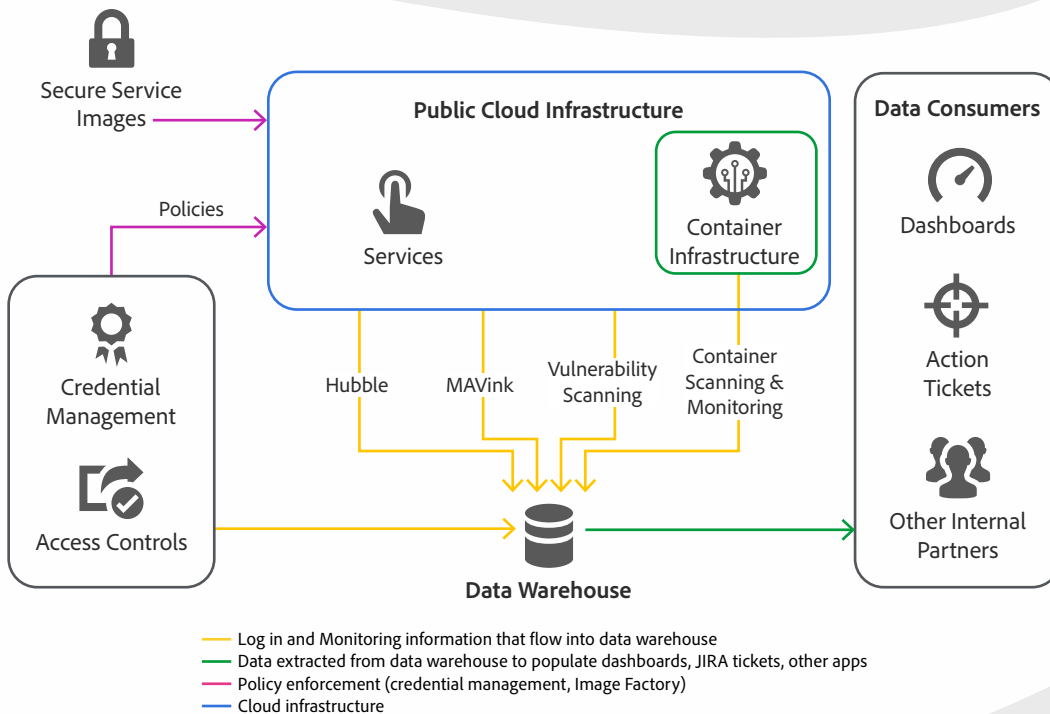 Secure Service
Images
Public Cloud Infrastructure
Services
Container
Infrastructure
Data Consumers
Dashboards
Action
Tickets
Other Internal
Partners
Policies
Credential
Management
Access Controls
Hubble
MAVink
Vulnerability
Scanning
Container
Scanning &
Monitoring
Data Warehouse
Log in and Monitoring information that flow into data warehouse
Data extracted from data warehouse to populate dashboards, JIRA tickets, other apps
Policy enforcement (credential management, Image Factory)
Cloud infrastructure